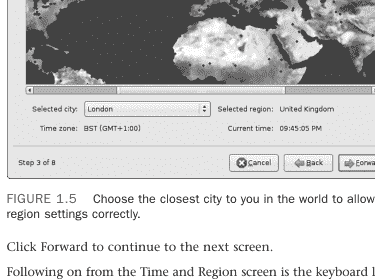 Selected city: London Selected region: United Kingdom
Time zone: BST (GMT+1:00) Current time: 09:45:05 PM
Step 3 of 8 Cancel Back
FIGURE 1.5 Choose the closest city to you in the world to allow
region settings correctly.
Click Forward to continue to the next screen.
Following on from the Time and Region screen is the keyboard